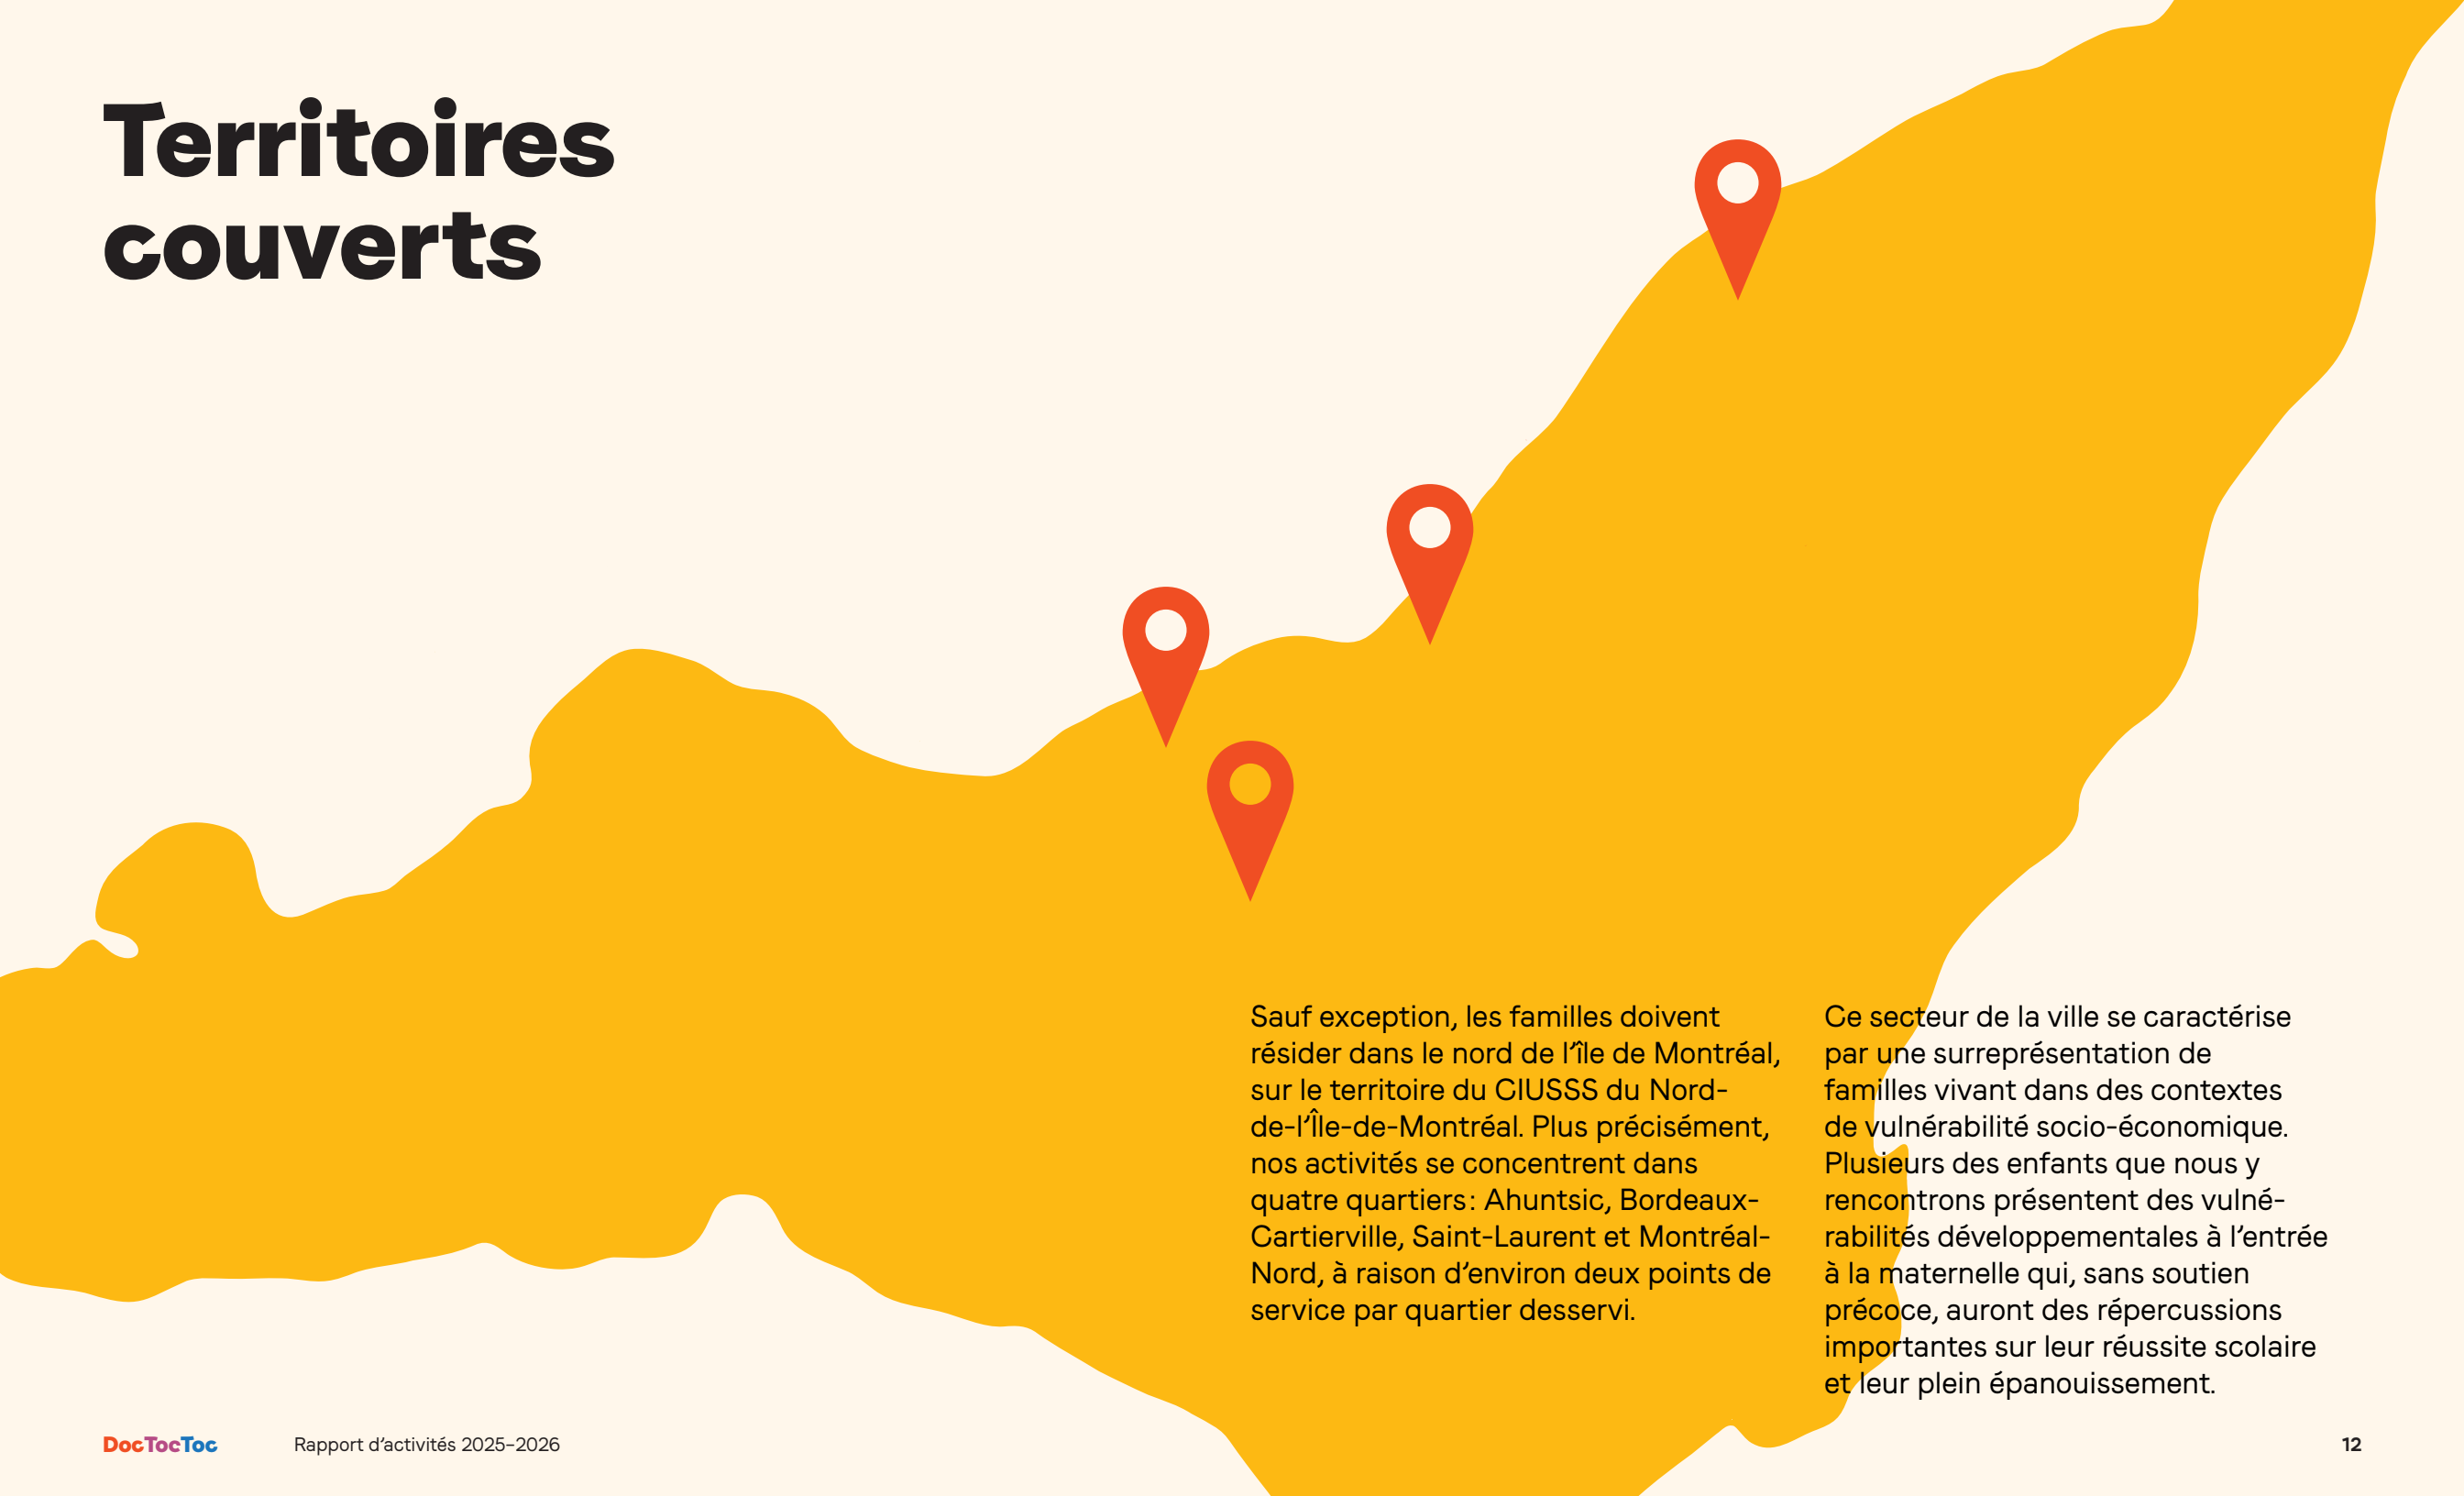 Territoires
couverts
Sauf exception, les familles doivent
résider dans le nord de l’île de Montréal,
sur le territoire du CIUSSS du Nord-
de-l’Île-de-Montréal. Plus précisément,
nos activités se concentrent dans
quatre quartiers : Ahuntsic, Bordeaux-
Cartierville, Saint-Laurent et Montréal-
Nord, à raison d’environ deux points de
service par quartier desservi.
Ce secteur de la ville se caractérise
par une surreprésentation de
familles vivant dans des contextes
de vulnérabilité socio-économique.
Plusieurs des enfants que nous y
rencontrons présentent des vulné-
rabilités développementales à l’entrée
à la maternelle qui, sans soutien
précoce, auront des répercussions
importantes sur leur réussite scolaire
et leur plein épanouissement.
DocTocToc
Rapport d’activités 2025-2026
12